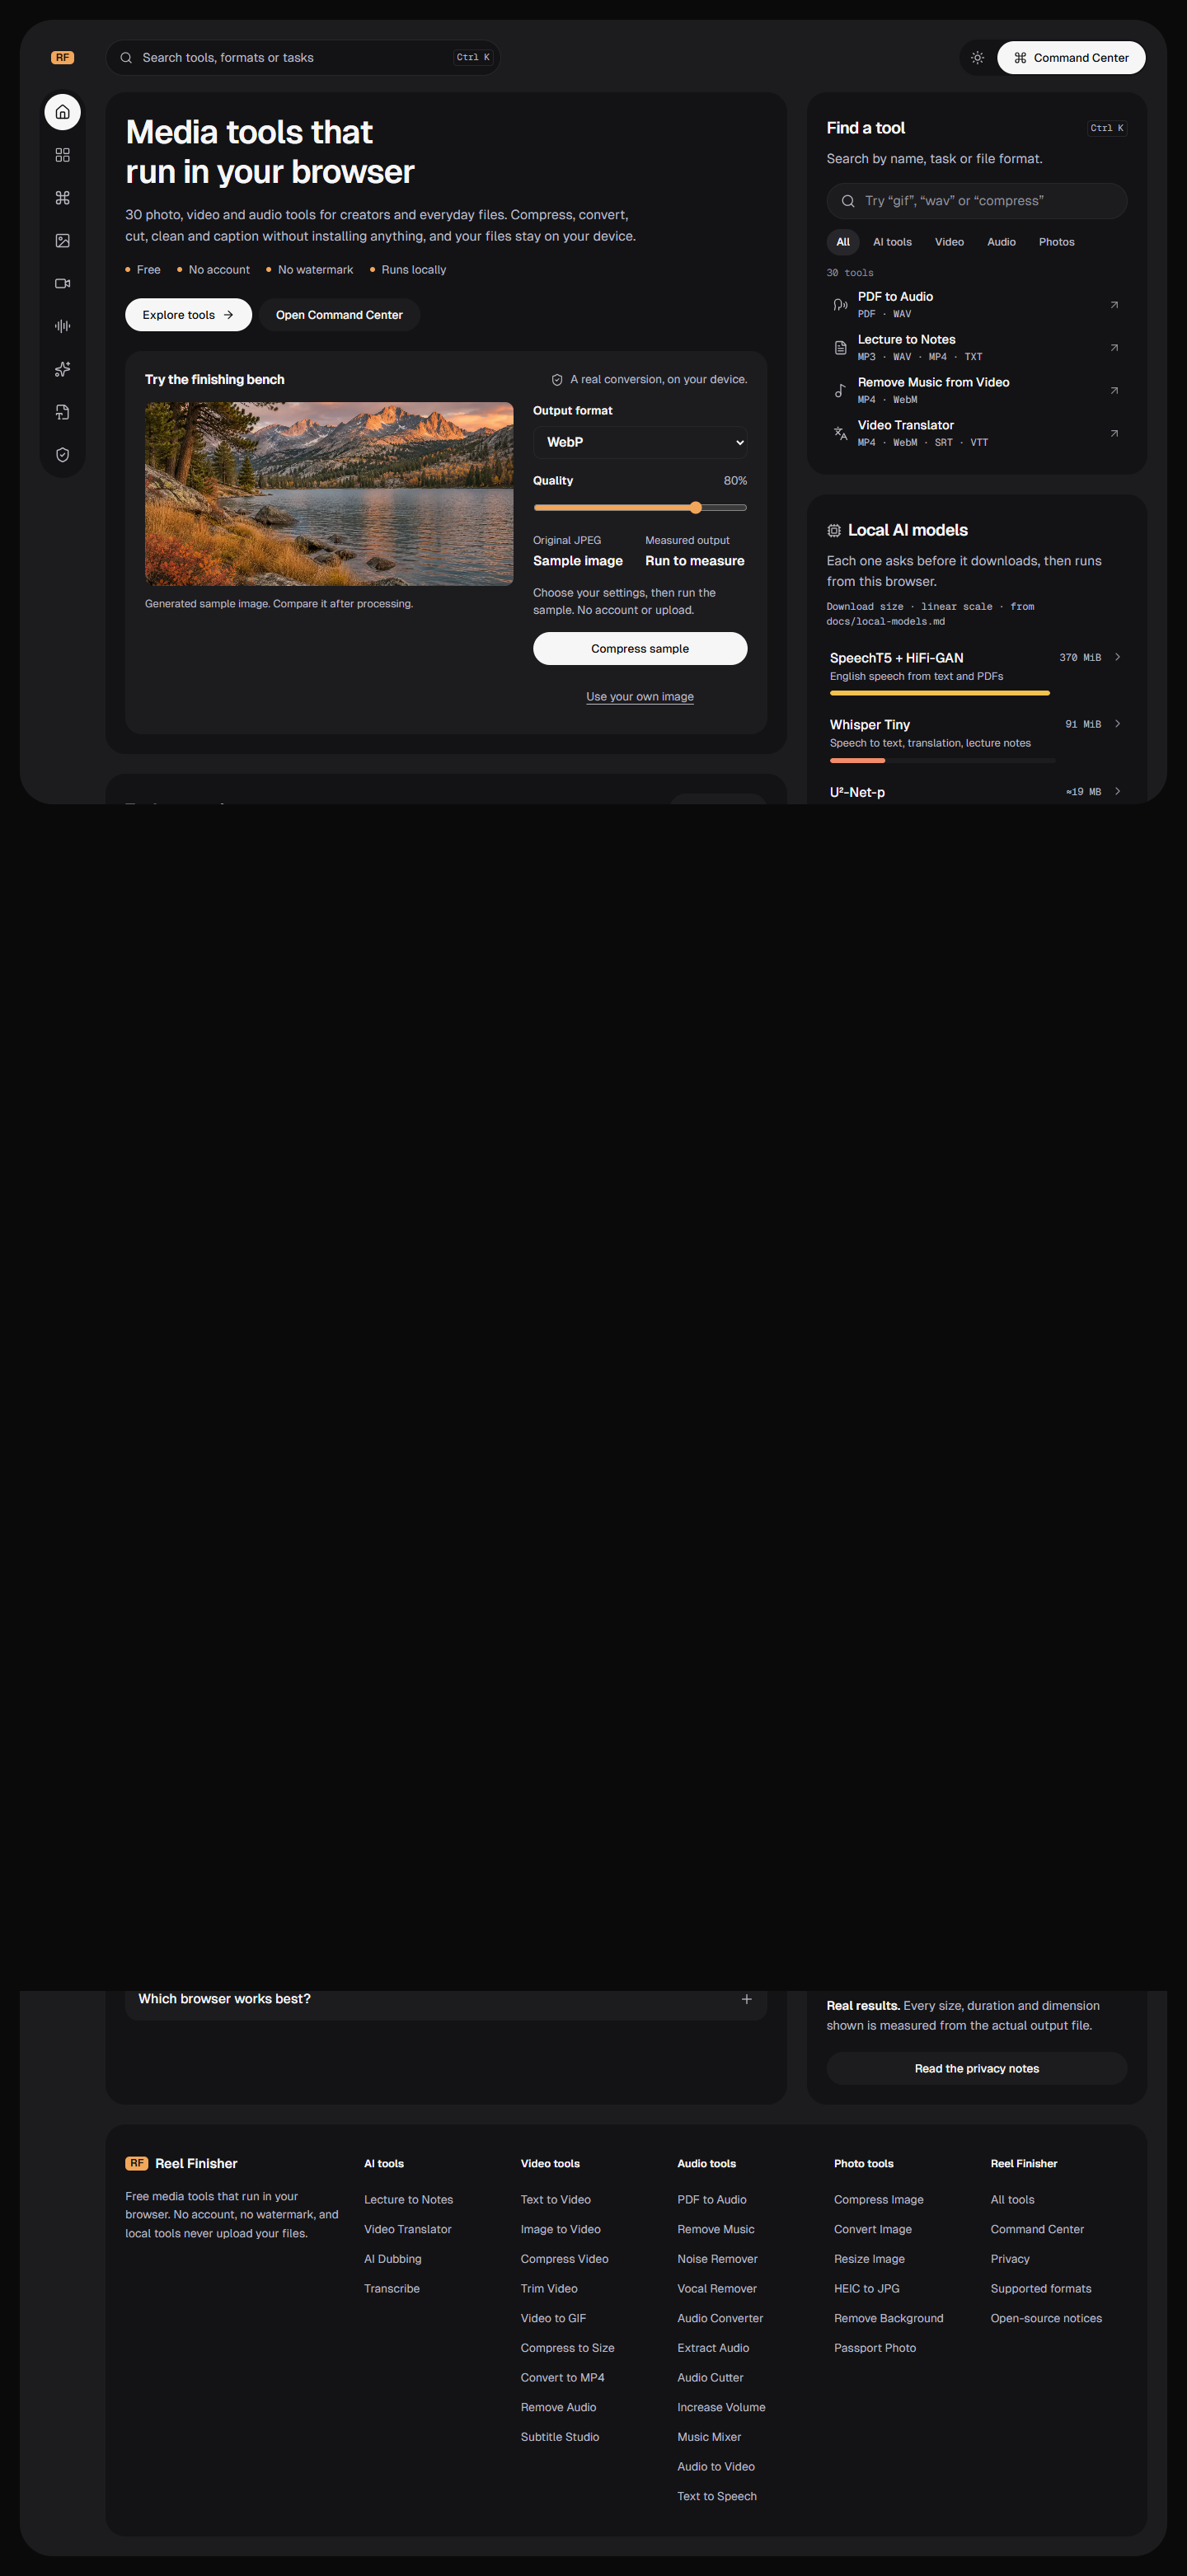 RF
Search tools, formats or tasks
Ctrl K
Command Center
Media tools that
run in your browser
30 photo, video and audio tools for creators and everyday files. Compress, convert,
cut, clean and caption without installing anything, and your files stay on your device.
Free
No account
No watermark
Runs locally
Explore tools
Open Command Center
Try the finishing bench
A real conversion, on your device.
Generated sample image. Compare it after processing.
Output format
WebP
Quality
80%
Original JPEG
Measured output
Sample image
Run to measure
Choose your settings, then run the
sample. No account or upload.
Compress sample
Use your own image
Find a tool
Ctrl K
Search by name, task or file format.
Try “gif”, “wav” or “compress”
All
AI tools
Video
Audio
Photos
30 tools
PDF to Audio
PDF · WAV
Lecture to Notes
MP3 · WAV · MP4 · TXT
Remove Music from Video
MP4 · WebM
Video Translator
MP4 · WebM · SRT · VTT
Local AI models
Each one asks before it downloads, then runs
from this browser.
Download size · linear scale · from
docs/local-models.md
SpeechT5 + HiFi-GAN
370 MiB
English speech from text and PDFs
Whisper Tiny
91 MiB
Speech to text, translation, lecture notes
U²-Net-p
≈19 MB
Which browser works best?
Real results. Every size, duration and dimension
shown is measured from the actual output file.
Read the privacy notes
RF Reel Finisher
Free media tools that run in your
browser. No account, no watermark, and
local tools never upload your files.
AI tools
Lecture to Notes
Video Translator
AI Dubbing
Transcribe
Video tools
Text to Video
Image to Video
Compress Video
Trim Video
Video to GIF
Compress to Size
Convert to MP4
Remove Audio
Subtitle Studio
Audio tools
PDF to Audio
Remove Music
Noise Remover
Vocal Remover
Audio Converter
Extract Audio
Audio Cutter
Increase Volume
Music Mixer
Audio to Video
Text to Speech
Photo tools
Compress Image
Convert Image
Resize Image
HEIC to JPG
Remove Background
Passport Photo
Reel Finisher
All tools
Command Center
Privacy
Supported formats
Open-source notices